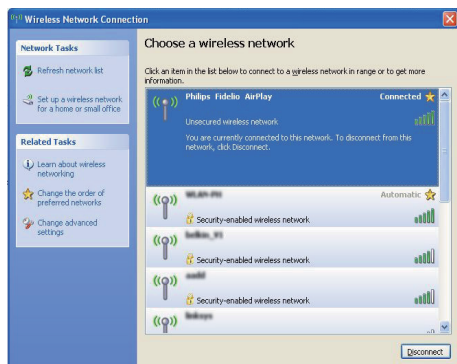 Wireless Network Connection
Network Tasks
Refresh network list
Set up a wireless network
for a home or small office
Related Tasks
Learn about wireless
networking
Change the order of
preferred networks
Change advanced
settings
Choose a wireless network
Click an item in the list below to connect to a wireless network in range or to get more
information.
Philips Fidelio AirPlay
Connected
Unsecured wireless network
You are currently connected to this network. To disconnect from this
network, click Disconnect.
Automatic
Security-enabled wireless network
Security-enabled wireless network
Security-enabled wireless network
Disconnect